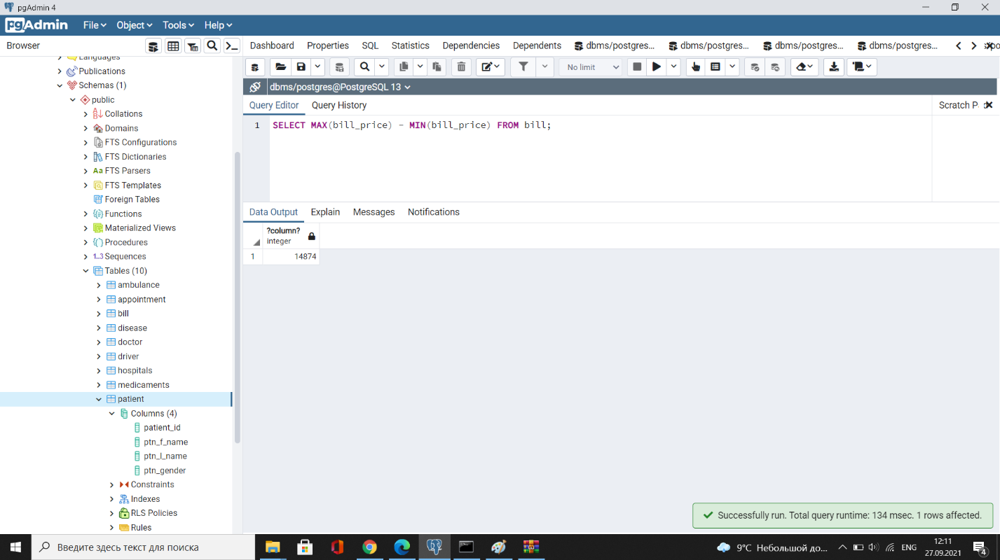 pgAdmin 4
pgAdmin File Object Tools Help
Browser
Dashboard Properties SQL Statistics Dependencies Dependents dbms/postgres... dbms/postgres... dbms/postgres... dbms/postgres...
No limit
dbms/postgres@PostgreSQL 13
Query Editor Query History
Scratch P
1 SELECT MAX(bill_price) - MIN(bill_price) FROM bill;
Data Output Explain Messages Notifications
?column?
integer
1 14874
Languages
Publications
Schemas (1)
public
Collations
Domains
FTS Configurations
FTS Dictionaries
Aa FTS Parsers
FTS Templates
Foreign Tables
Functions
Materialized Views
Procedures
1..3 Sequences
Tables (10)
ambulance
appointment
bill
disease
doctor
driver
hospitals
medicaments
patient
Columns (4)
patient_id
ptn_f_name
ptn_l_name
ptn_gender
Constraints
Indexes
RLS Policies
Rules
Successfully run. Total query runtime: 134 msec. 1 rows affected.
Введите здесь текст для поиска
9°C Небольшой до...
ENG
12:11
27.09.2021
4